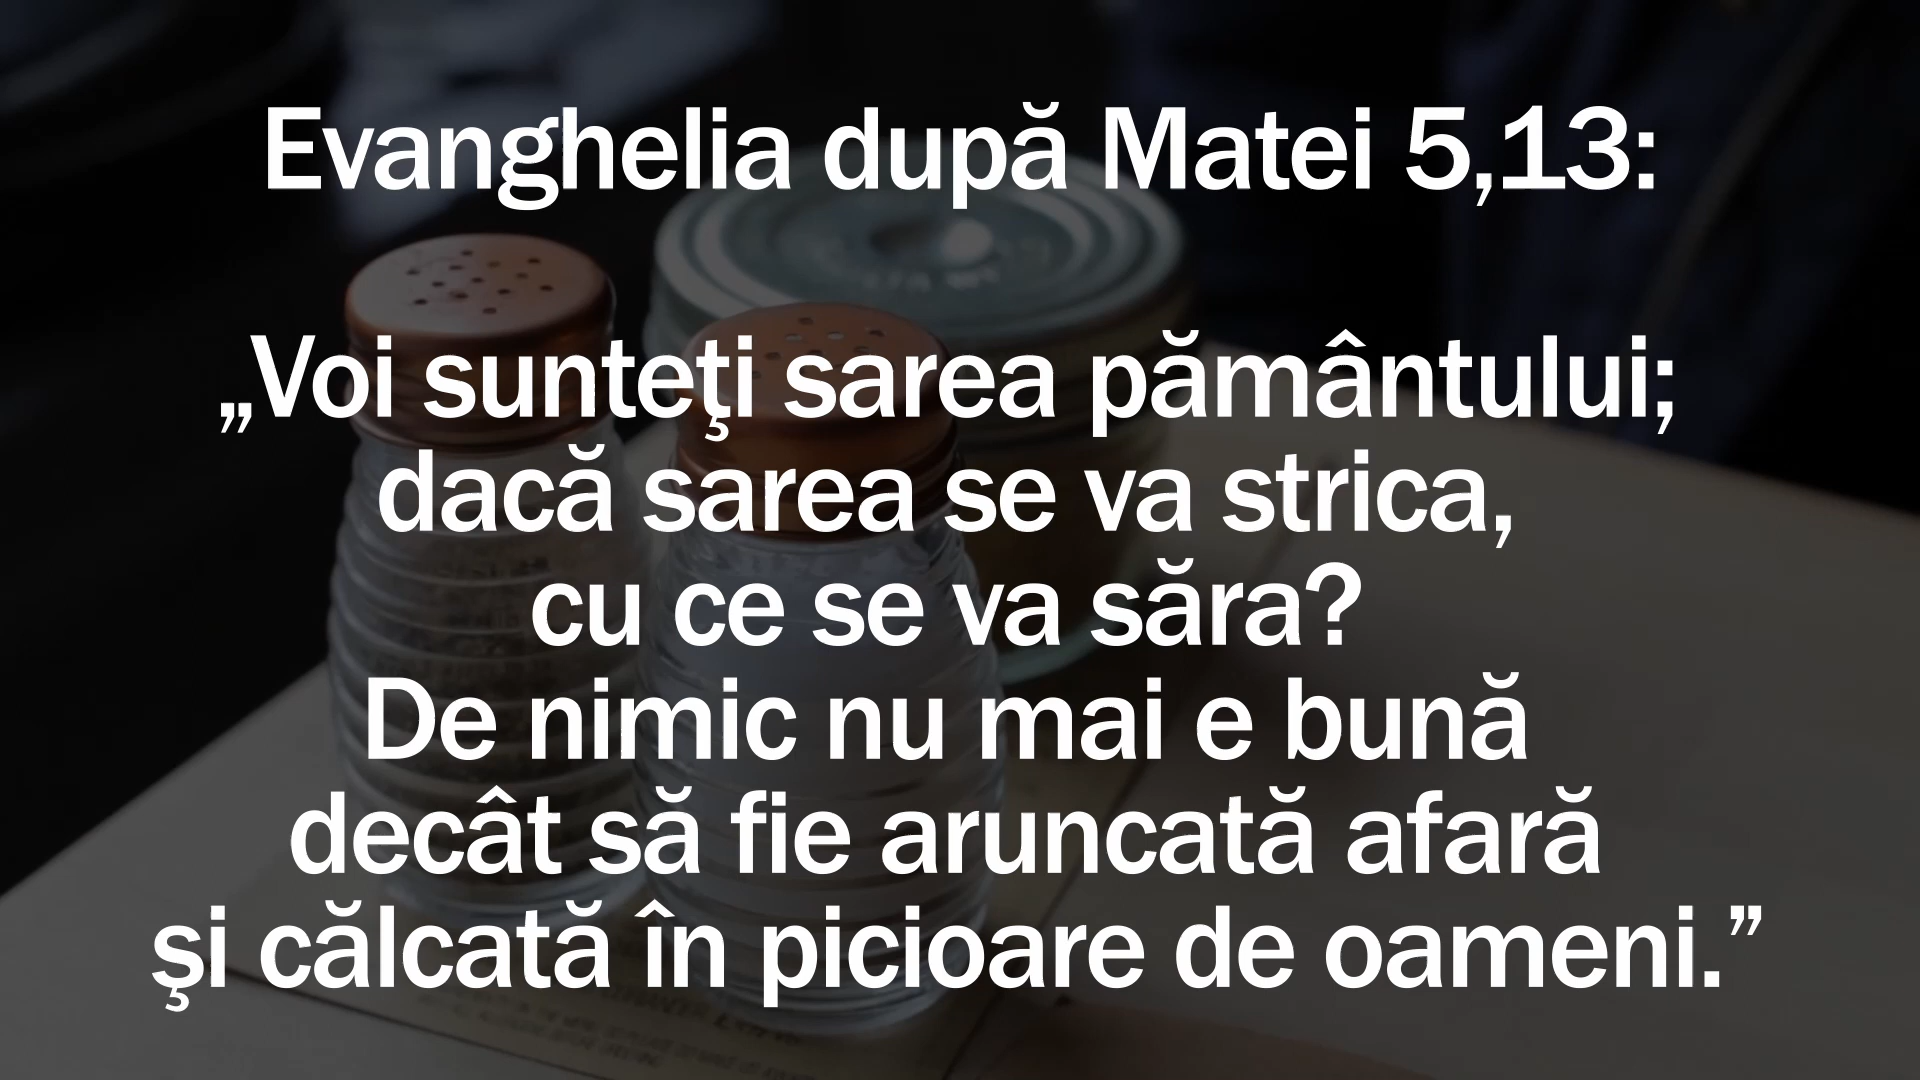 Evanghelia după Matei 5,13:
„Voi sunteţi sarea pământului;
dacă sarea se va strica,
cu ce se va săra?
De nimic nu mai e bună
decât să fie aruncată afară
şi călcată în picioare de oameni.”